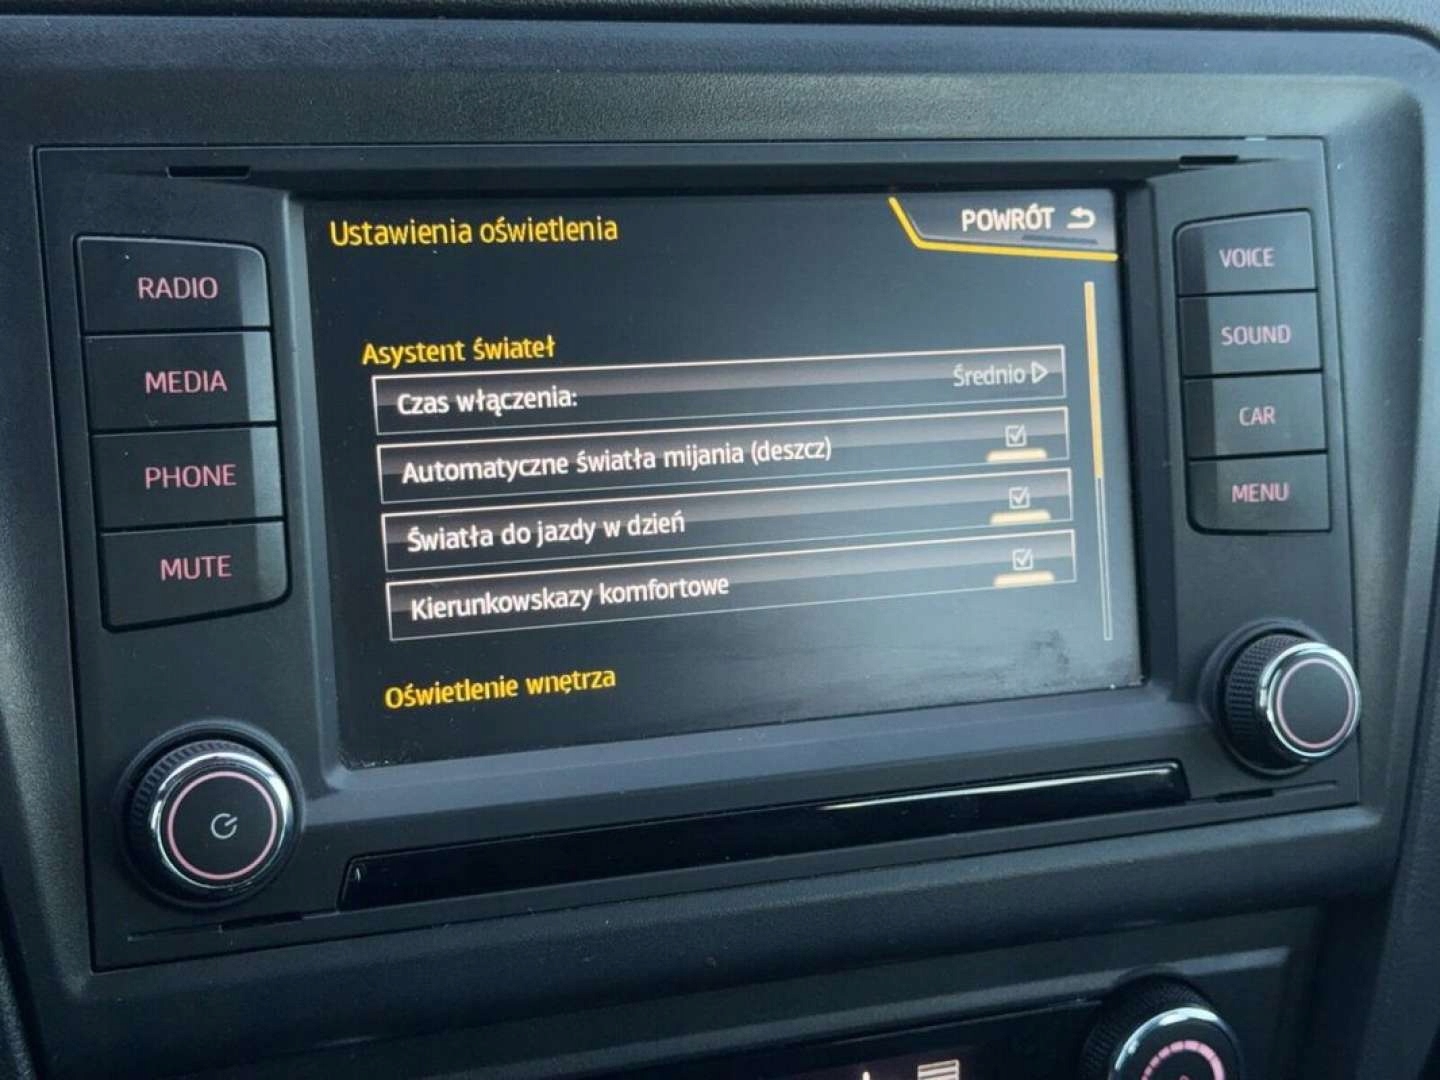 Ustawienia oświetlenia
POWRÓT
Asystent świateł
Czas włączenia:
Średnio
Automatyczne światła mijania (deszcz)
Światła do jazdy w dzień
Kierunkowskazy komfortowe
Oświetlenie wnętrza
RADIO
MEDIA
PHONE
MUTE
VOICE
SOUND
CAR
MENU